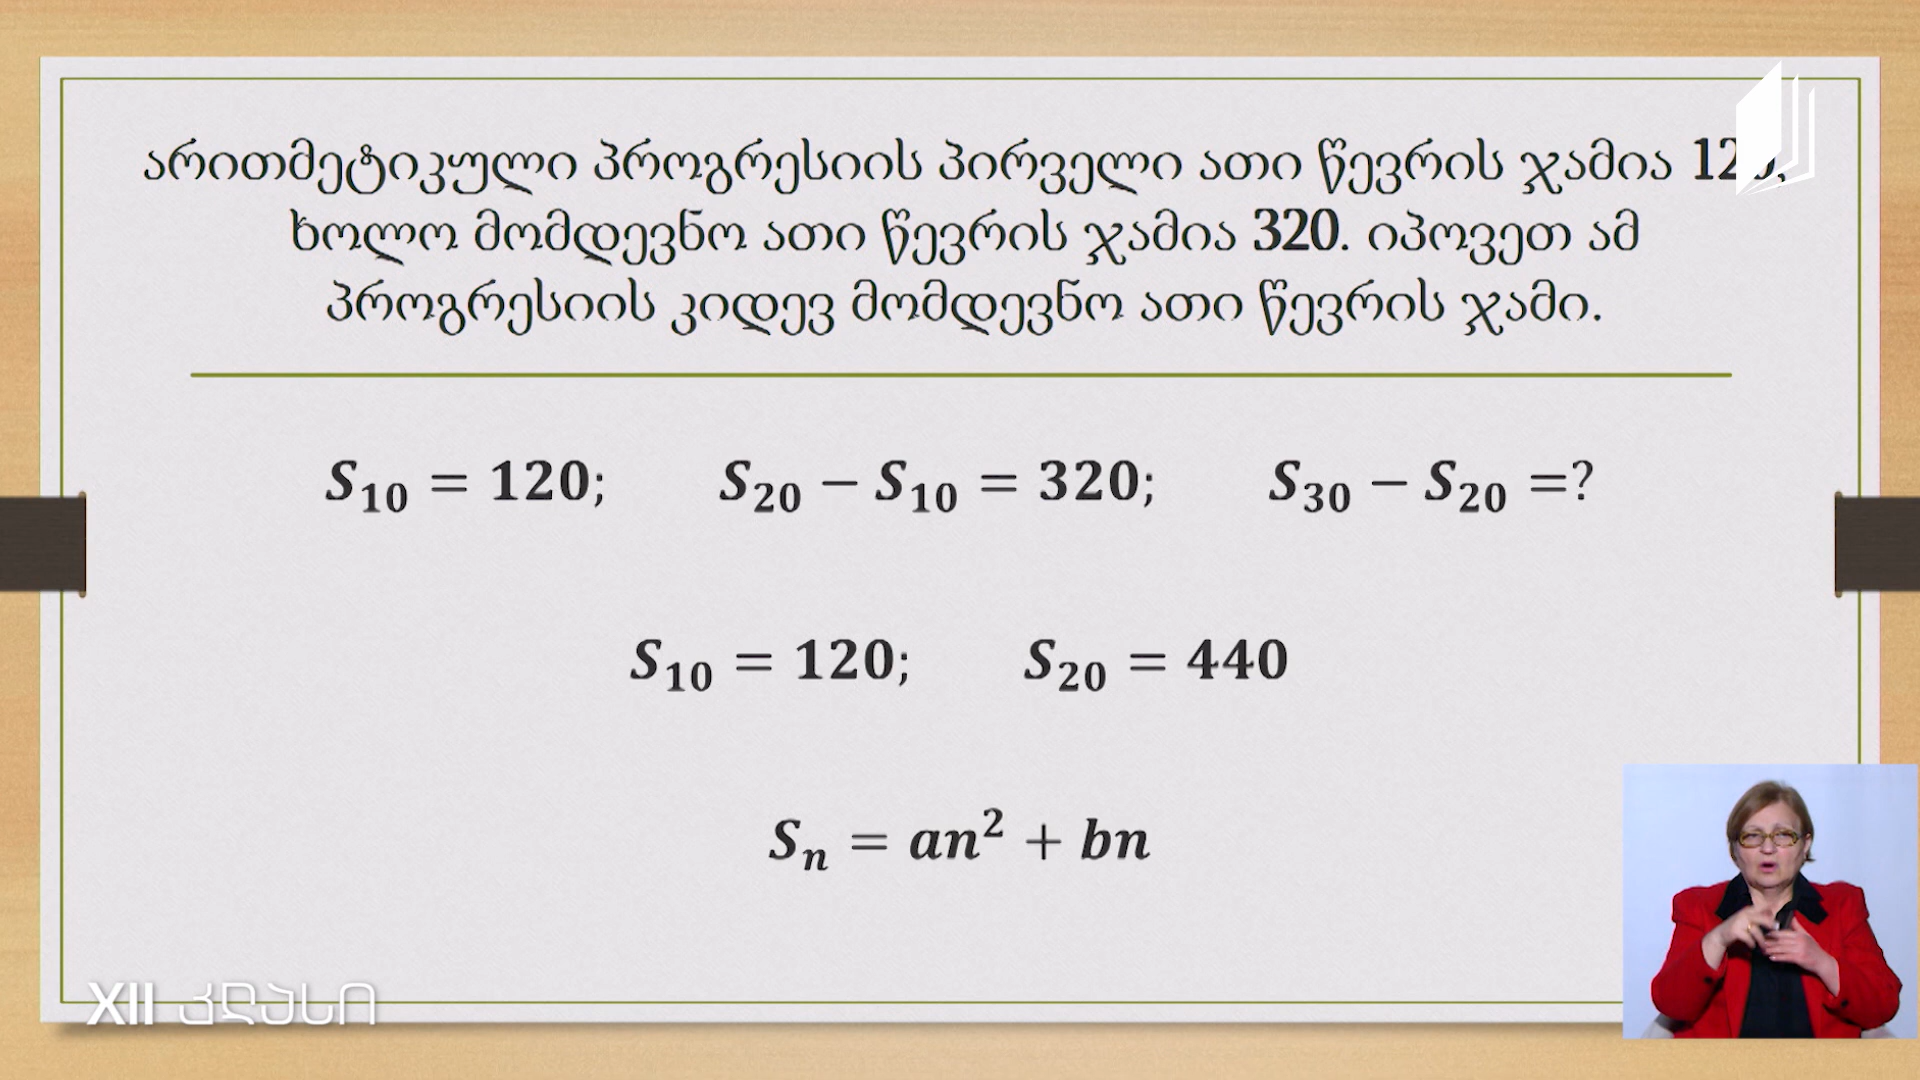 არითმეტიკული პროგრესიის პირველი ათი წევრის ჯამია 120,
ხოლო მომდევნო ათი წევრის ჯამია 320. იპოვეთ ამ
პროგრესიის კიდევ მომდევნო ათი წევრის ჯამი.
S₁₀ = 120; S₂₀ − S₁₀ = 320; S₃₀ − S₂₀ =?
S₁₀ = 120; S₂₀ = 440
Sₙ = an² + bn
XII კლასი